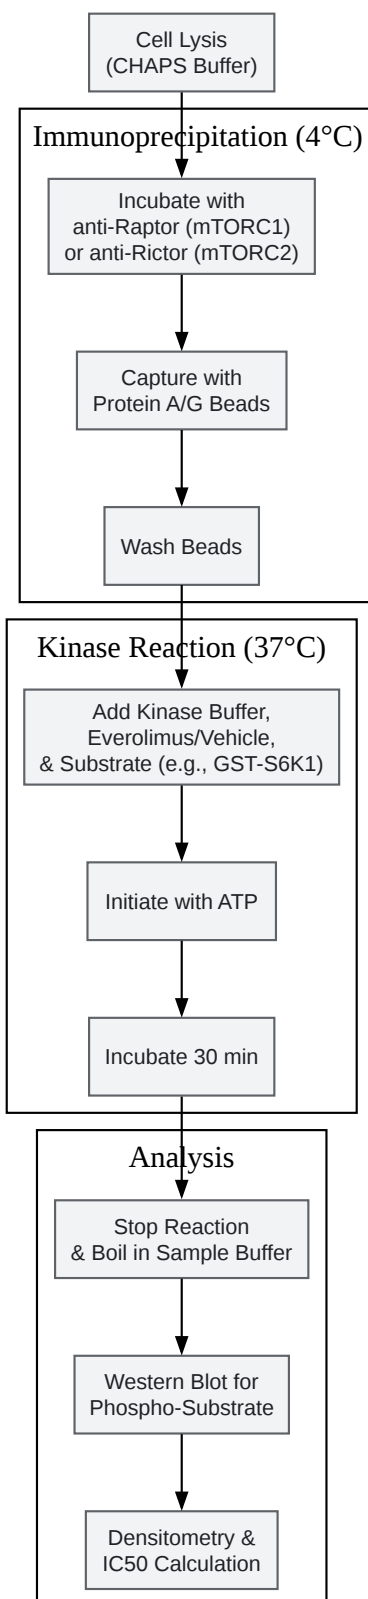 Cell Lysis
(CHAPS Buffer)
Immunoprecipitation (4°C)
Incubate with
anti-Raptor (mTORC1)
or anti-Rictor (mTORC2)
Capture with
Protein A/G Beads
Wash Beads
Kinase Reaction (37°C)
Add Kinase Buffer,
Everolimus/Vehicle,
& Substrate (e.g., GST-S6K1)
Initiate with ATP
Incubate 30 min
Analysis
Stop Reaction
& Boil in Sample Buffer
Western Blot for
Phospho-Substrate
Densitometry &
IC50 Calculation